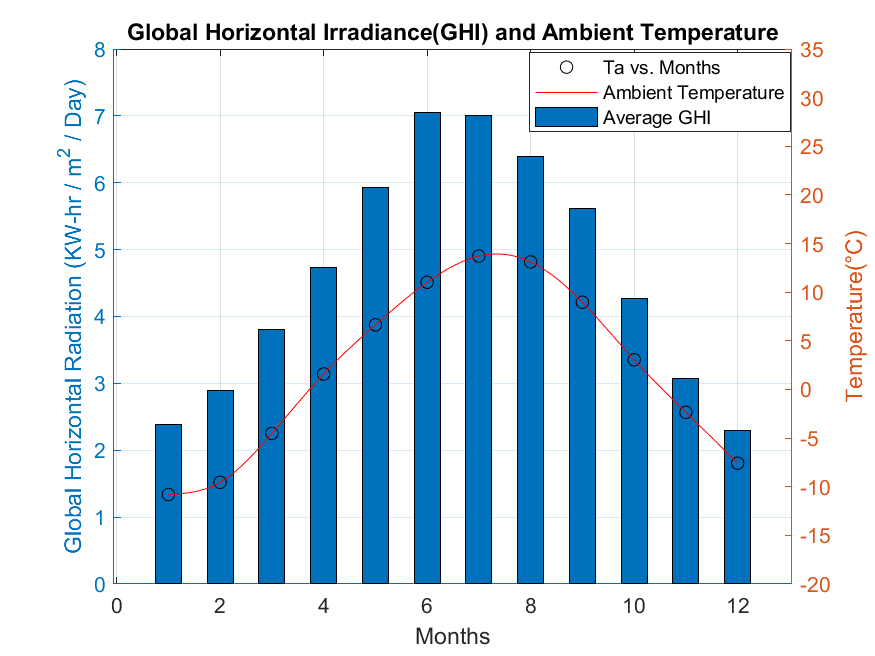 Global Horizontal Irradiance(GHI) and Ambient Temperature
Ta vs. Months
Ambient Temperature
Average GHI
Global Horizontal Radiation (KW-hr / m² / Day)
8
7
6
5
4
3
2
1
0
35
30
25
20
15
10
5
0
-5
-10
-15
-20
Temperature(°C)
0 2 4 6 8 10 12
Months